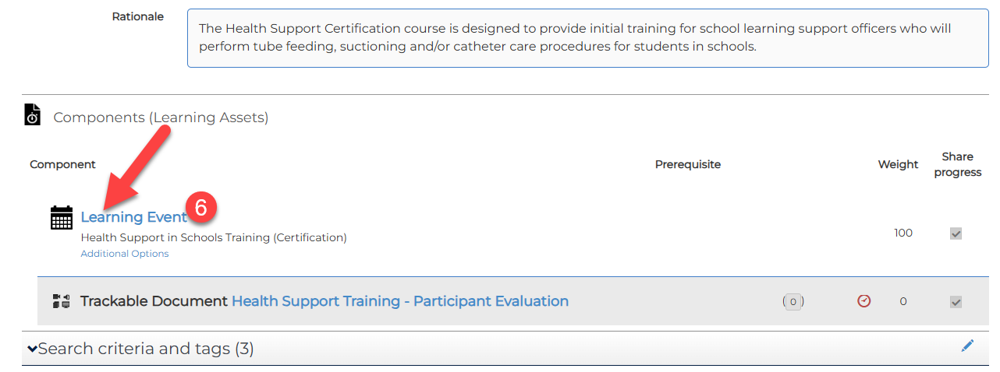 Rationale
The Health Support Certification course is designed to provide initial training for school learning support officers who will
perform tube feeding, suctioning and/or catheter care procedures for students in schools.
Components (Learning Assets)
Component Prerequisite Weight Share progress
Learning Event 6
Health Support in Schools Training (Certification)
100
Additional Options
Trackable Document Health Support Training - Participant Evaluation (0) 0
Search criteria and tags (3)